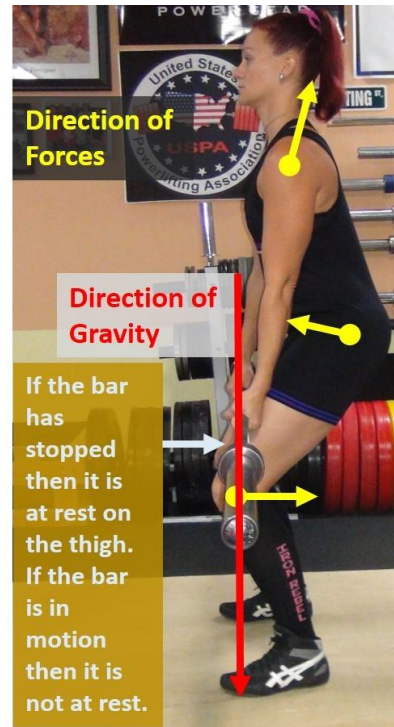 POWER GEAR
United States
USPA
Powerlifting Association
TING ST.
Direction of
Forces
Direction of
Gravity
If the bar
has
stopped
then it is
at rest on
the thigh.
If the bar
is in
motion
then it is
not at rest.
IRON REBEL